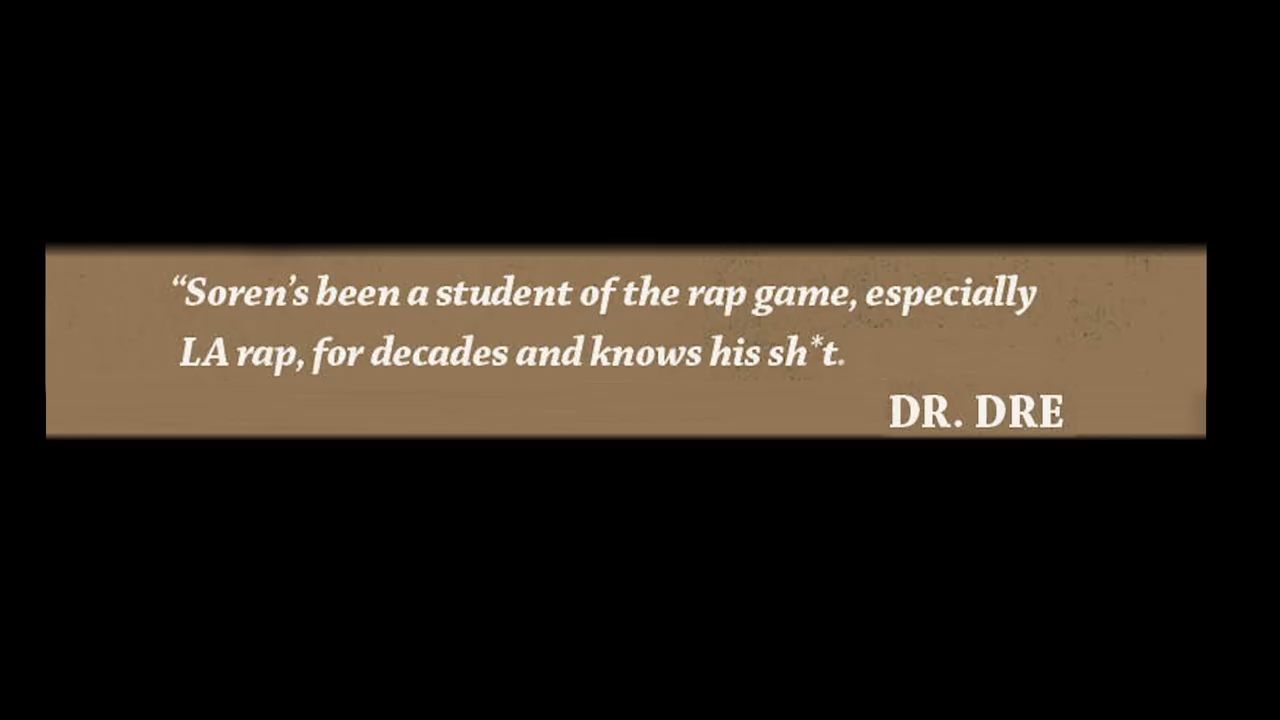 “Soren’s been a student of the rap game, especially
LA rap, for decades and knows his sh*t.
DR. DRE